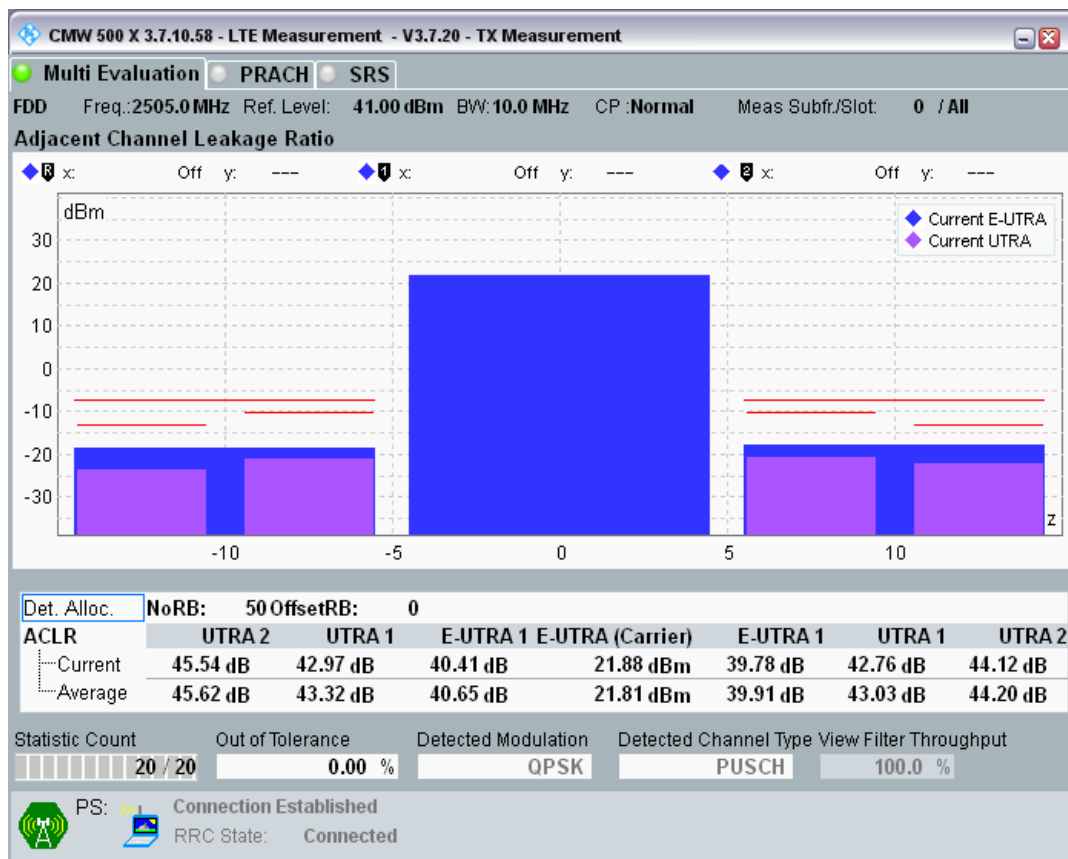 CMW 500 X 3.7.10.58 - LTE Measurement - V3.7.20 - TX Measurement
Multi Evaluation PRACH SRS
FDD Freq.:2505.0 MHz Ref. Level: 41.00 dBm BW:10.0 MHz CP :Normal Meas Subfr./Slot: 0 / All
Adjacent Channel Leakage Ratio
R x: Off y: --- 1 x: Off y: --- 2 x: Off y: ---
dBm
Current E-UTRA
Current UTRA
30
20
10
0
-10
-20
-30
z
-10 -5 0 5 10
Det. Alloc. NoRB: 50 OffsetRB: 0
ACLR UTRA 2 UTRA 1 E-UTRA 1 E-UTRA (Carrier) E-UTRA 1 UTRA 1 UTRA 2
Current 45.54 dB 42.97 dB 40.41 dB 21.88 dBm 39.78 dB 42.76 dB 44.12 dB
Average 45.62 dB 43.32 dB 40.65 dB 21.81 dBm 39.91 dB 43.03 dB 44.20 dB
Statistic Count Out of Tolerance Detected Modulation Detected Channel Type View Filter Throughput
20 / 20 0.00 % QPSK PUSCH 100.0 %
PS: Connection Established
RRC State: Connected